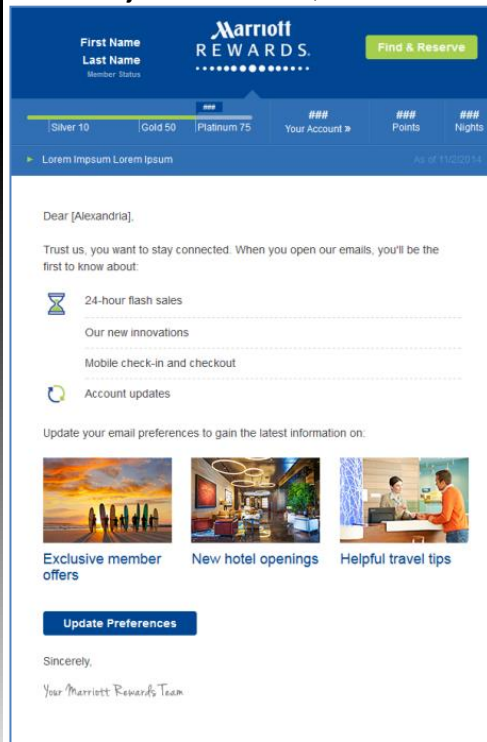 First Name
Last Name
Member Status
Marriott
REWARDS.
Find & Reserve
###
Silver 10
Gold 50
Platinum 75
###
Your Account »
###
Points
###
Nights
Lorem Impsum Lorem Ipsum
As of 11/2/2014
Dear [Alexandria],
Trust us, you want to stay connected. When you open our emails, you'll be the
first to know about:
24-hour flash sales
Our new innovations
Mobile check-in and checkout
Account updates
Update your email preferences to gain the latest information on:
Exclusive member
offers
New hotel openings
Helpful travel tips
Update Preferences
Sincerely,
Your Marriott Rewards Team